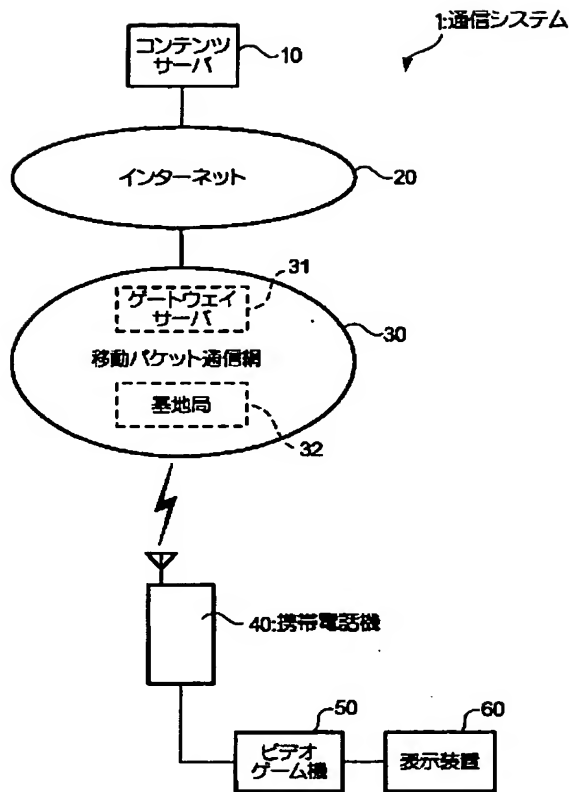 1:通信システム
コンテンツ
サーバ
10
インターネット
20
31
ゲートウェイ
サーバ
30
移動パケット通信網
基地局
32
40:携帯電話機
50
60
ビデオ
ゲーム機
表示装置